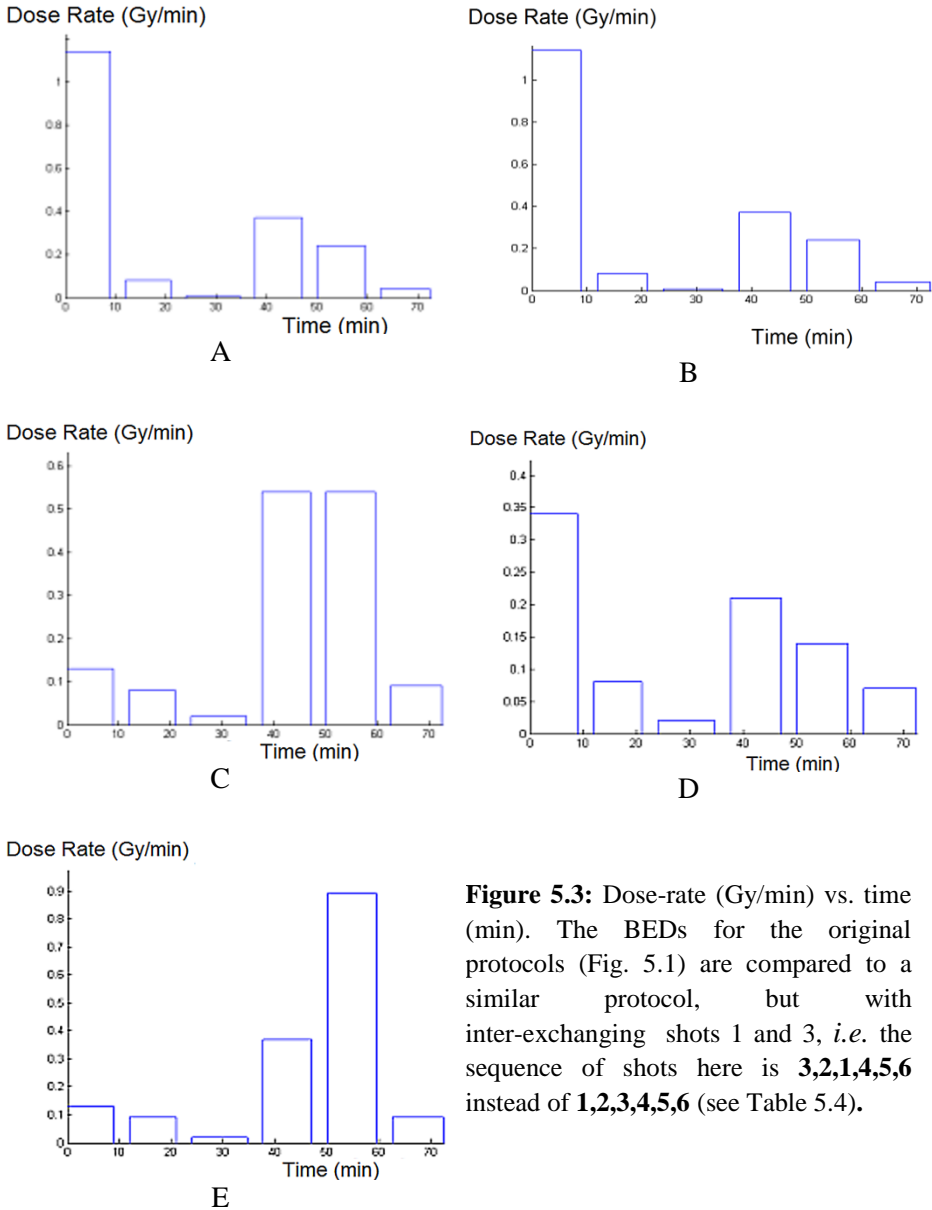 Dose Rate (Gy/min)
1
0.8
0.6
0.4
0.2
0
0 10 20 30 40 50 60 70
Time (min)
A
Dose Rate (Gy/min)
1
0.8
0.6
0.4
0.2
0
0 10 20 30 40 50 60 70
Time (min)
B
Dose Rate (Gy/min)
0.6
0.5
0.4
0.3
0.2
0.1
0
0 10 20 30 40 50 60 70
Time (min)
C
Dose Rate (Gy/min)
0.4
0.35
0.3
0.25
0.2
0.15
0.1
0.05
0
0 10 20 30 40 50 60 70
Time (min)
D
Dose Rate (Gy/min)
0.9
0.8
0.7
0.6
0.5
0.4
0.3
0.2
0.1
0
0 10 20 30 40 50 60 70
Time (min)
E
Figure 5.3: Dose-rate (Gy/min) vs. time
(min). The BEDs for the original
protocols (Fig. 5.1) are compared to a
similar protocol, but with
inter-exchanging shots 1 and 3, i.e. the
sequence of shots here is 3,2,1,4,5,6
instead of 1,2,3,4,5,6 (see Table 5.4).